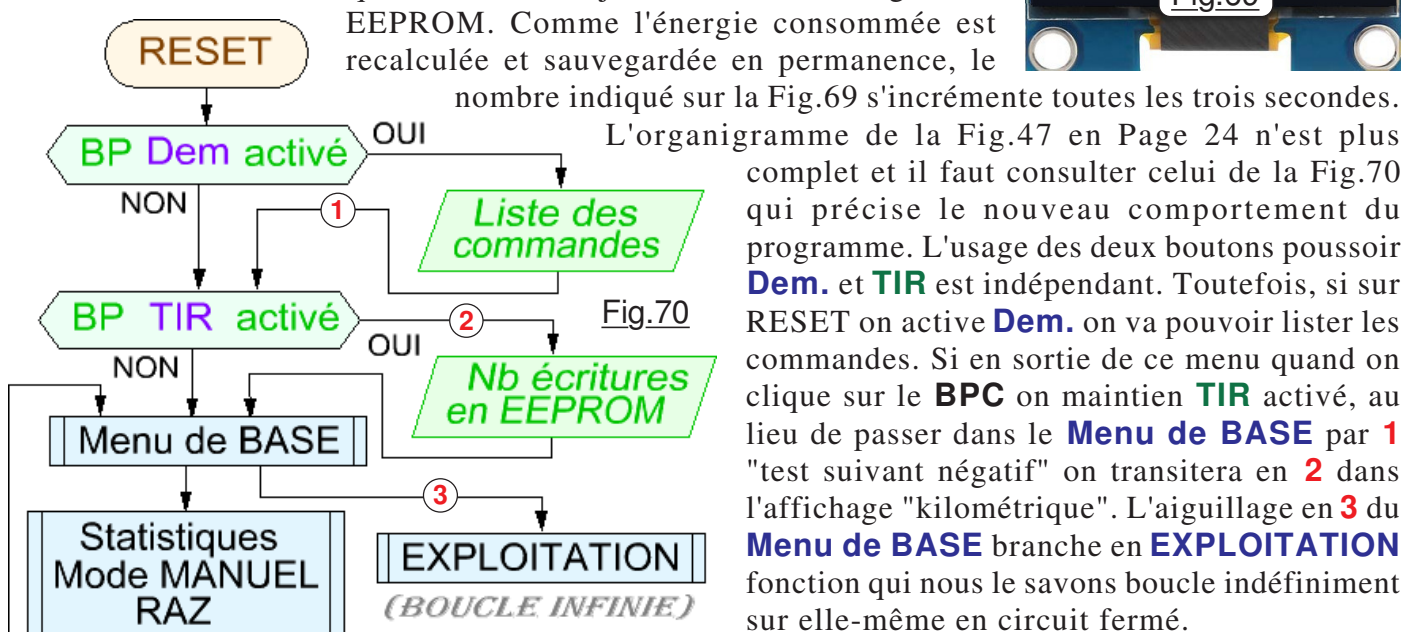 EEPROM. Comme l'énergie consommée est
recalculée et sauvegardée en permanence, le
nombre indiqué sur la Fig.69 s'incrémente toutes les trois secondes.
L'organigramme de la Fig.47 en Page 24 n'est plus
complet et il faut consulter celui de la Fig.70
qui précise le nouveau comportement du
programme. L'usage des deux boutons poussoir
Dem. et TIR est indépendant. Toutefois, si sur
RESET on active Dem. on va pouvoir lister les
commandes. Si en sortie de ce menu quand on
clique sur le BPC on maintien TIR activé, au
lieu de passer dans le Menu de BASE par 1
"test suivant négatif" on transitera en 2 dans
l'affichage "kilométrique". L'aiguillage en 3 du
Menu de BASE branche en EXPLOITATION
fonction qui nous le savons boucle indéfiniment
sur elle-même en circuit fermé.
RESET
BP Dem activé
OUI
NON
1
Liste des
commandes
BP TIR activé
2
Fig.70
OUI
NON
Nb écritures
en EEPROM
Menu de BASE
3
Statistiques
Mode MANUEL
RAZ
EXPLOITATION
(BOUCLE INFINIE)